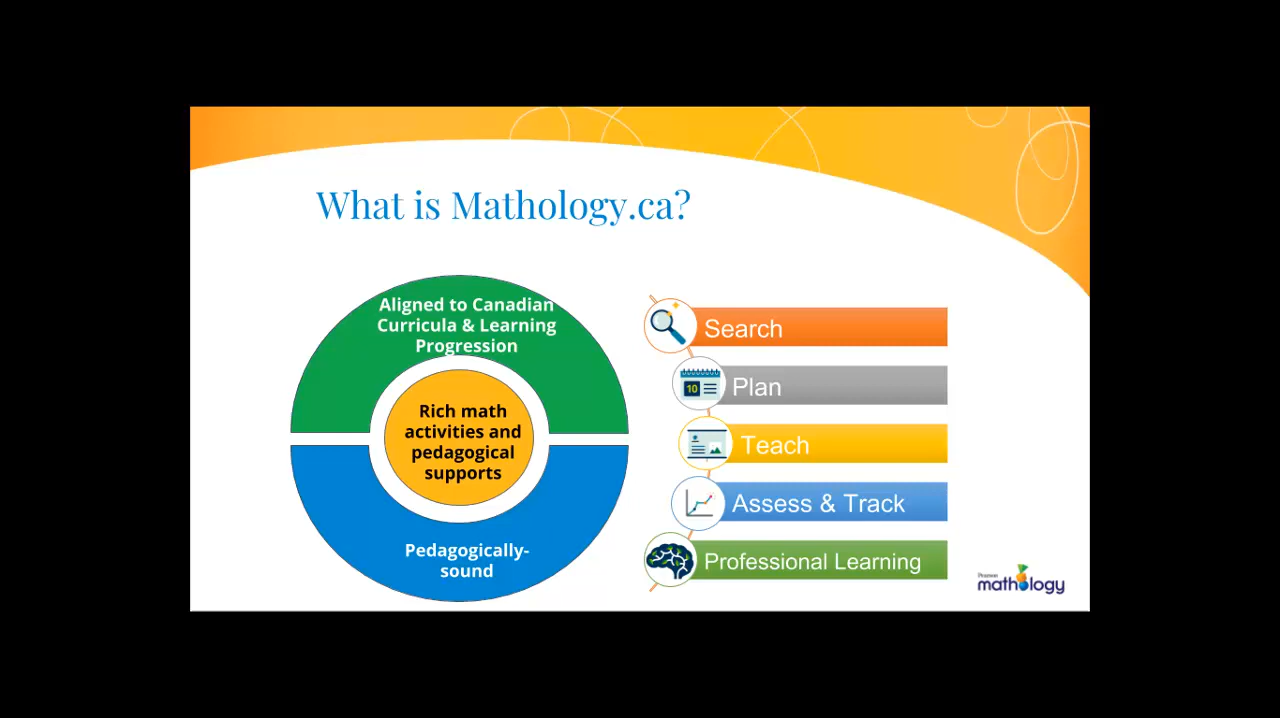 What is Mathology.ca?
Aligned to Canadian
Curricula & Learning
Progression
Rich math
activities and
pedagogical
supports
Pedagogically-
sound
Search
10
Plan
Teach
Assess & Track
Professional Learning
Pearson
mathology